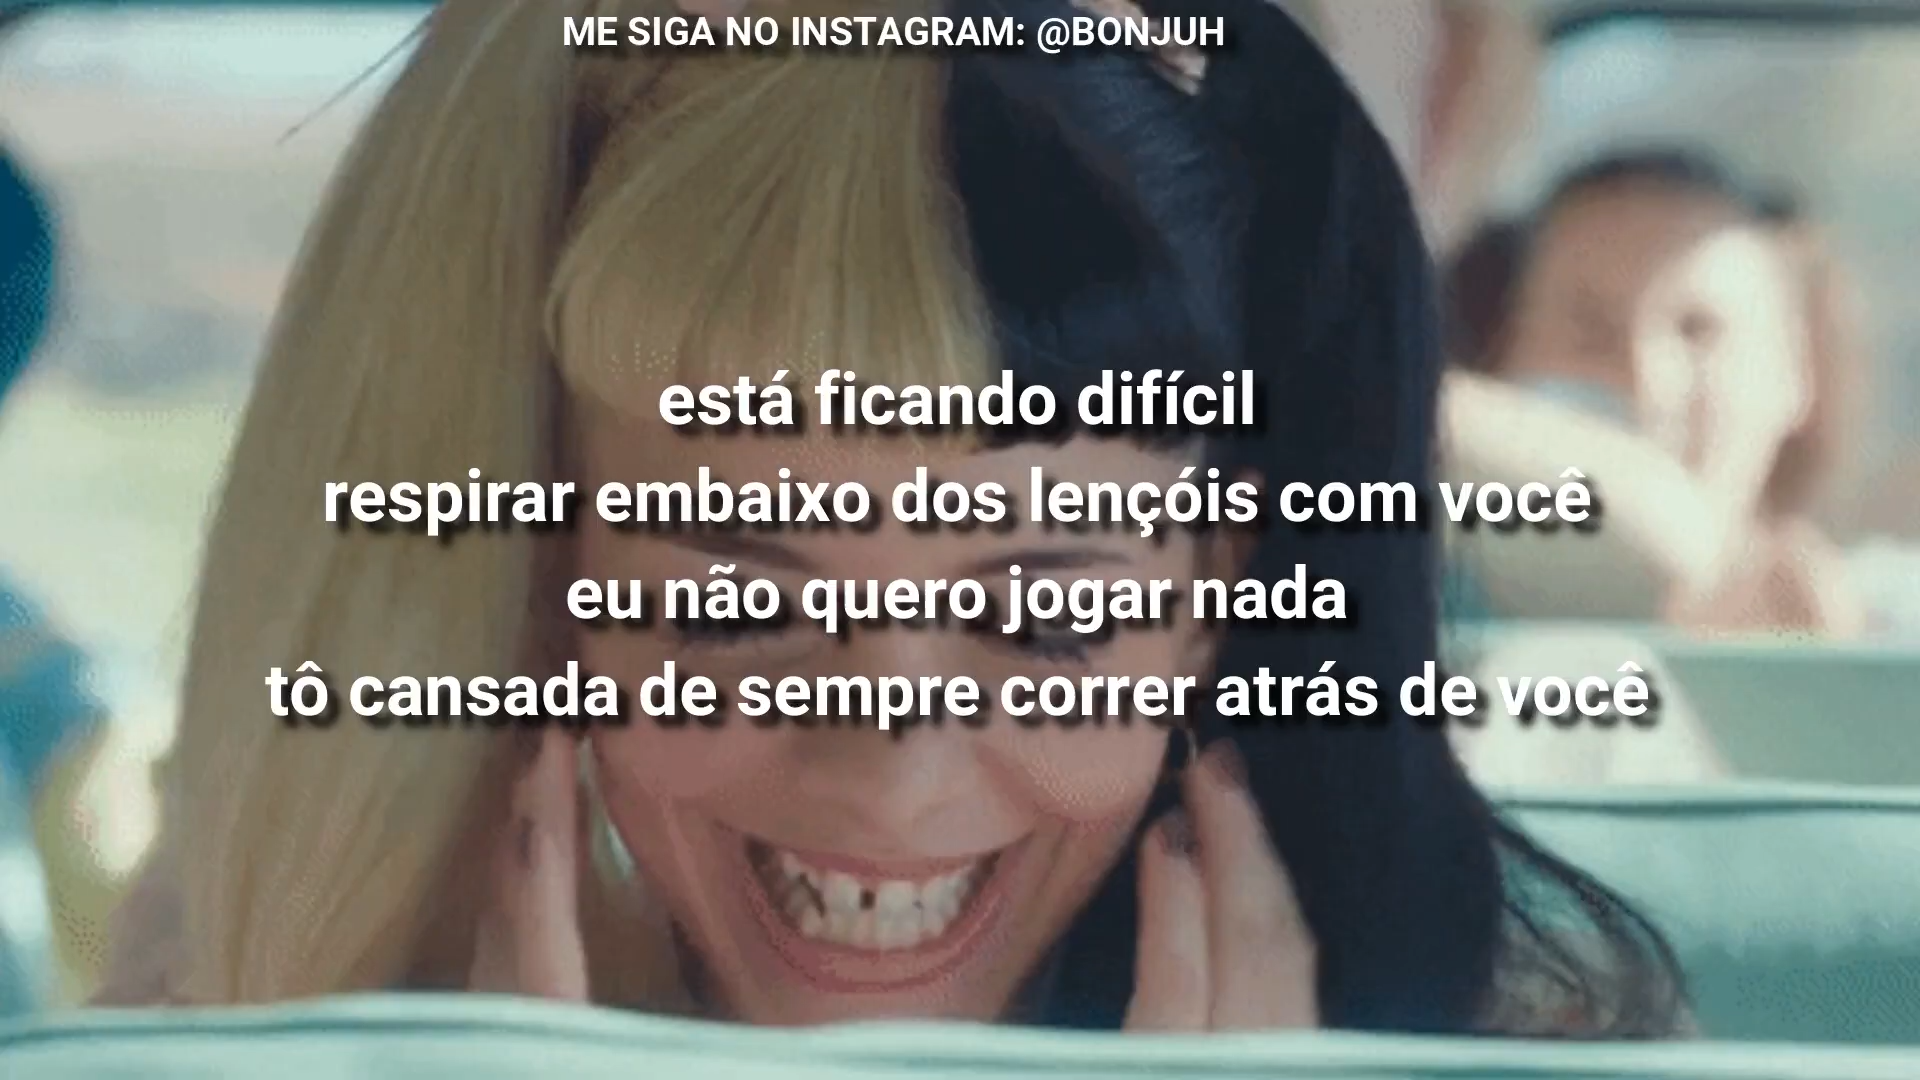 ME SIGA NO INSTAGRAM: @BONJUH
está ficando difícil
respirar embaixo dos lençóis com você
eu não quero jogar nada
tô cansada de sempre correr atrás de você